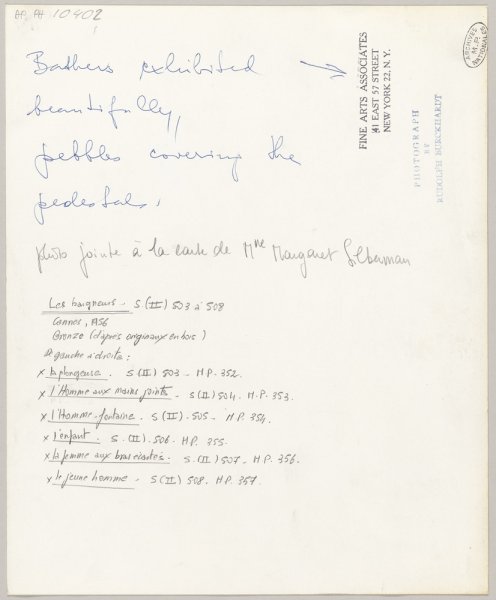 AP. PH 10402
ARCHIVES
M.P.
NATIONALES
Bathers exhibited
beautifully,
pebbles covering the
pedestals.
FINE ARTS ASSOCIATES
41 EAST 57 STREET
NEW YORK 22, N. Y.
PHOTOGRAPH
BY
RUDOLPH BURCKHARDT
photo jointe à la carte de Mme Margaret Silberman
Les baigneurs. S (II) 503 à 508
Cannes, 1956
Bronze (d'après originaux en bois)
de gauche à droite :
x la plongeuse. S (II) 503 - M.P. 352.
x l'Homme aux mains jointes. S (II) 504. M.P. 353.
x l'Homme-fontaine. S (II). 505 - M.P. 354.
x l'enfant. S. (II). 506 - M.P. 355.
x la femme aux bras écartés. S (II) 507. M.P. 356.
x le jeune homme. S (II) 508. M.P. 357.